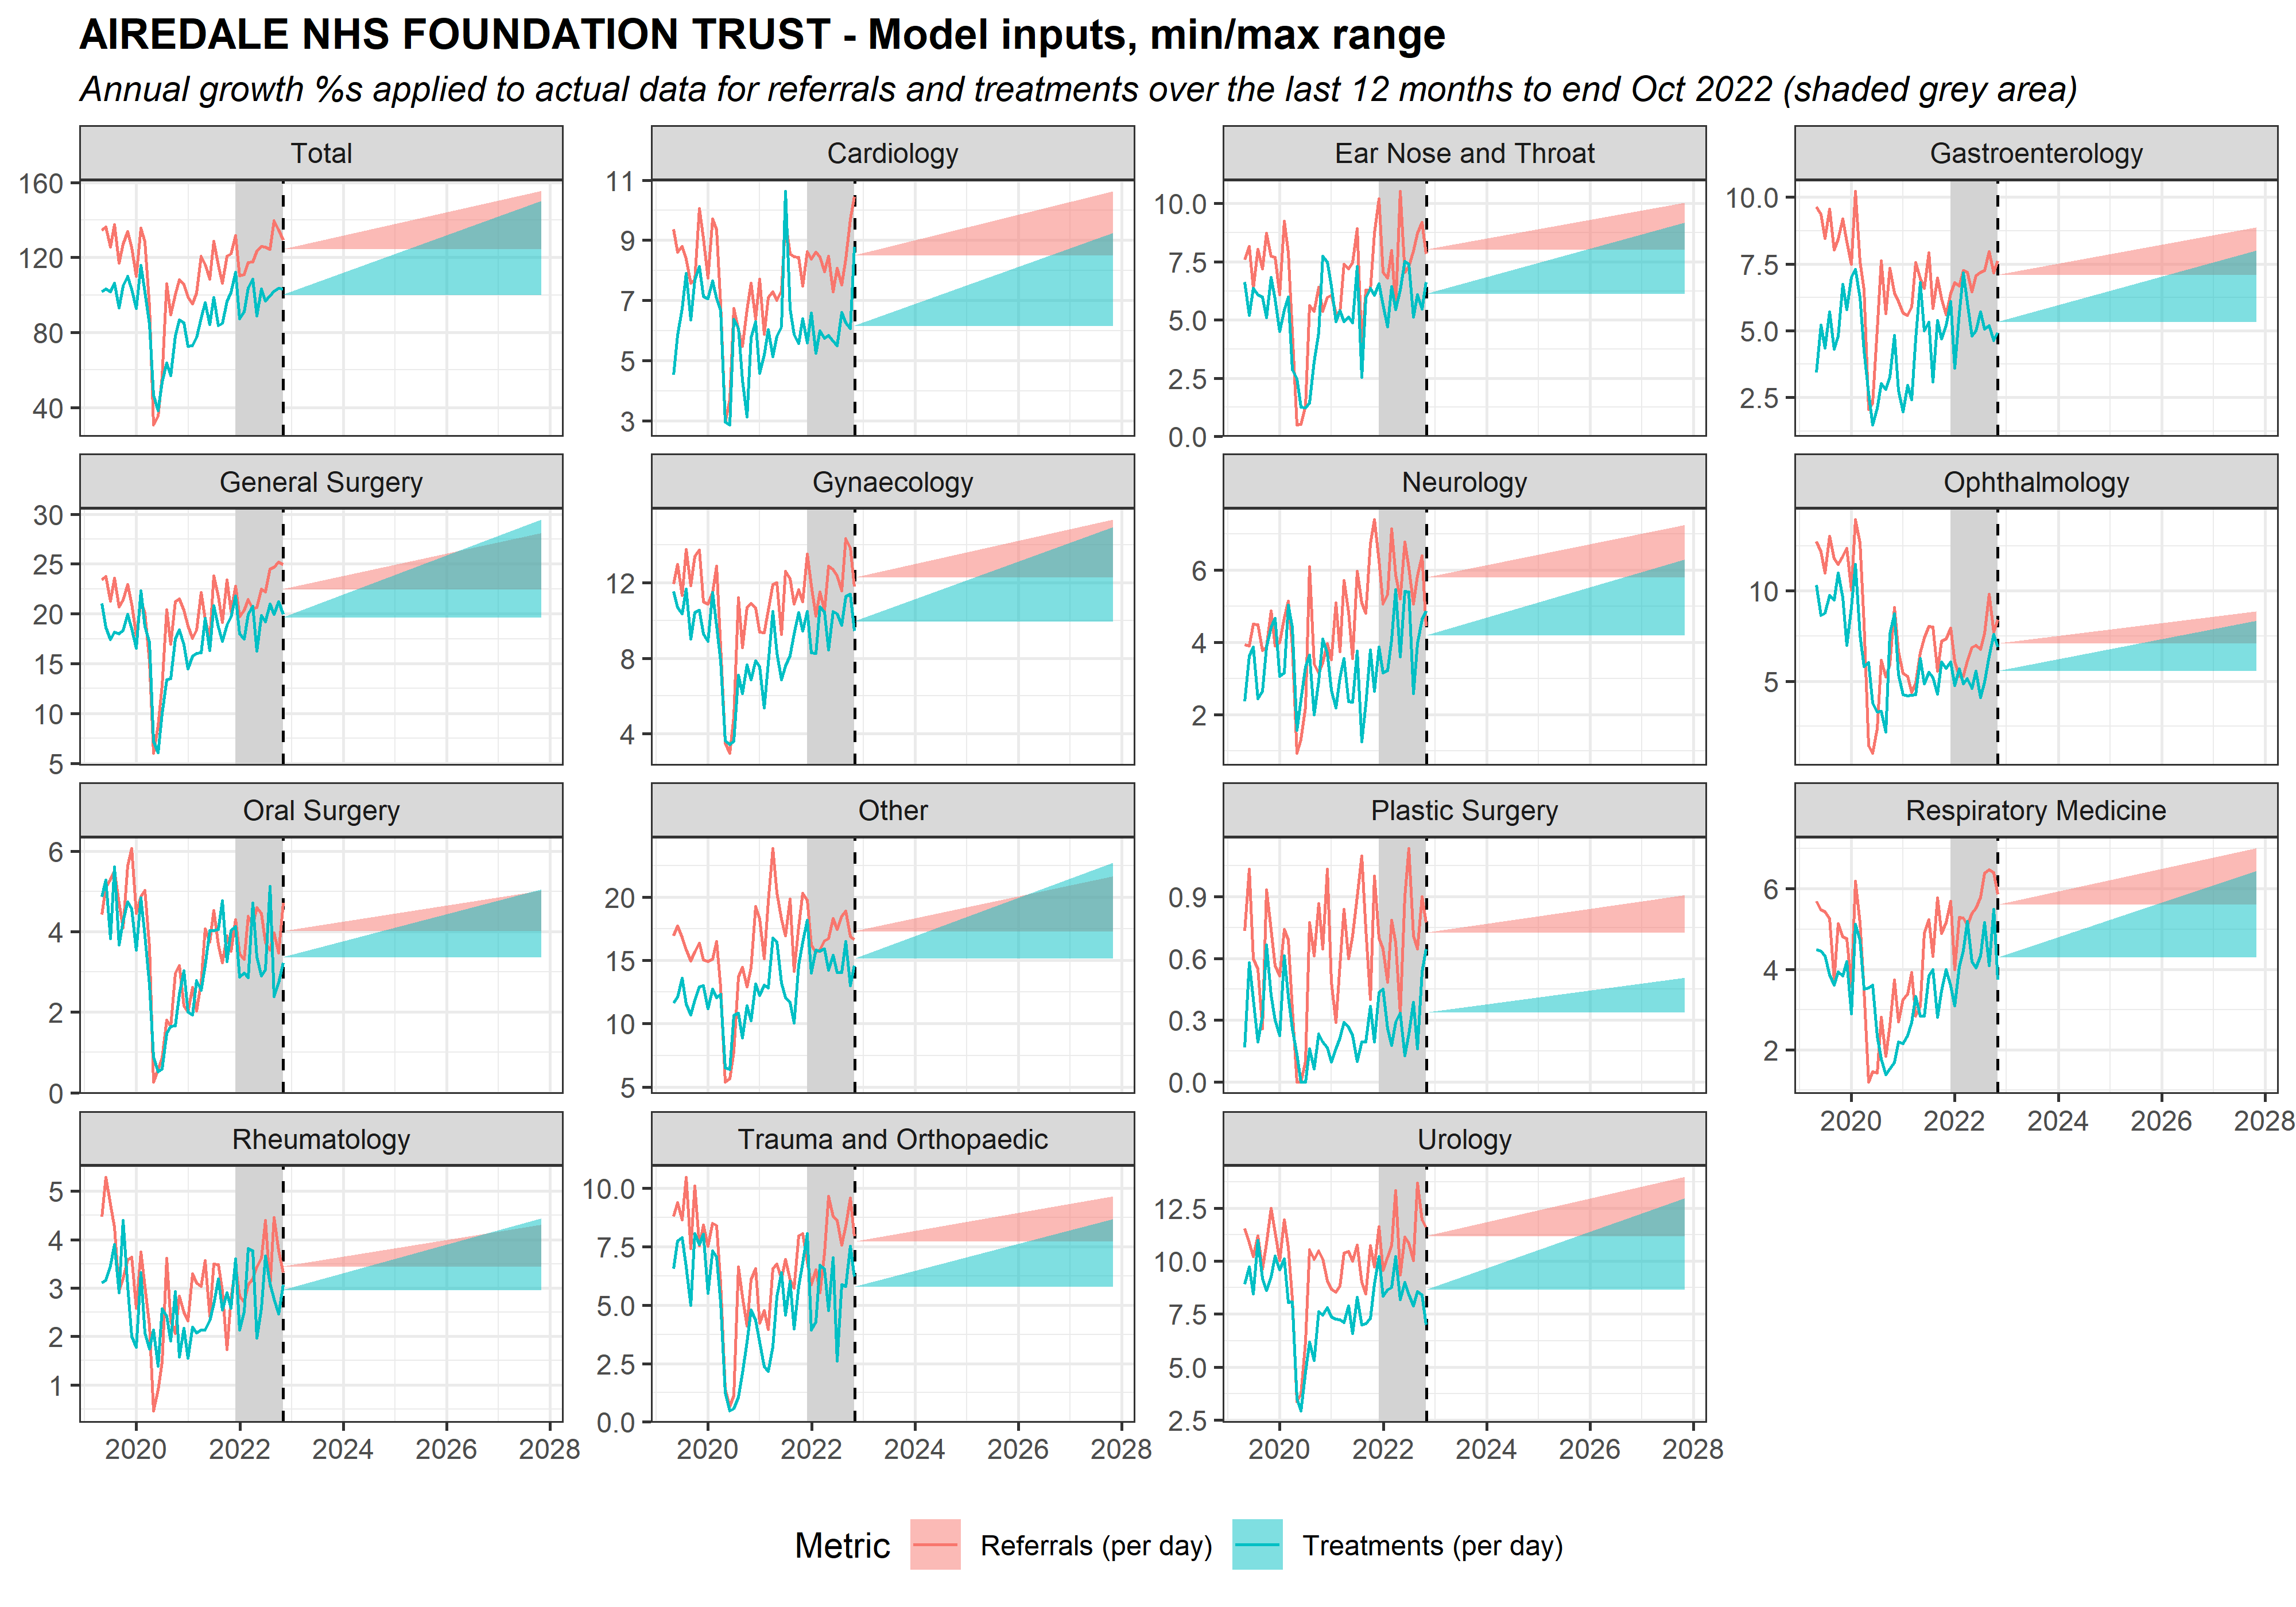 AIREDALE NHS FOUNDATION TRUST - Model inputs, min/max range
Annual growth %s applied to actual data for referrals and treatments over the last 12 months to end Oct 2022 (shaded grey area)
Total
Cardiology
Ear Nose and Throat
Gastroenterology
160
120
80
40
11
9
7
5
3
10.0
7.5
5.0
2.5
0.0
10.0
7.5
5.0
2.5
General Surgery
Gynaecology
Neurology
Ophthalmology
30
25
20
15
10
5
12
8
4
6
4
2
10
5
Oral Surgery
Other
Plastic Surgery
Respiratory Medicine
6
4
2
0
20
15
10
5
0.9
0.6
0.3
0.0
6
4
2
2020 2022 2024 2026 2028
Rheumatology
Trauma and Orthopaedic
Urology
5
4
3
2
1
10.0
7.5
5.0
2.5
0.0
12.5
10.0
7.5
5.0
2.5
2020 2022 2024 2026 2028
2020 2022 2024 2026 2028
2020 2022 2024 2026 2028
Metric Referrals (per day) Treatments (per day)